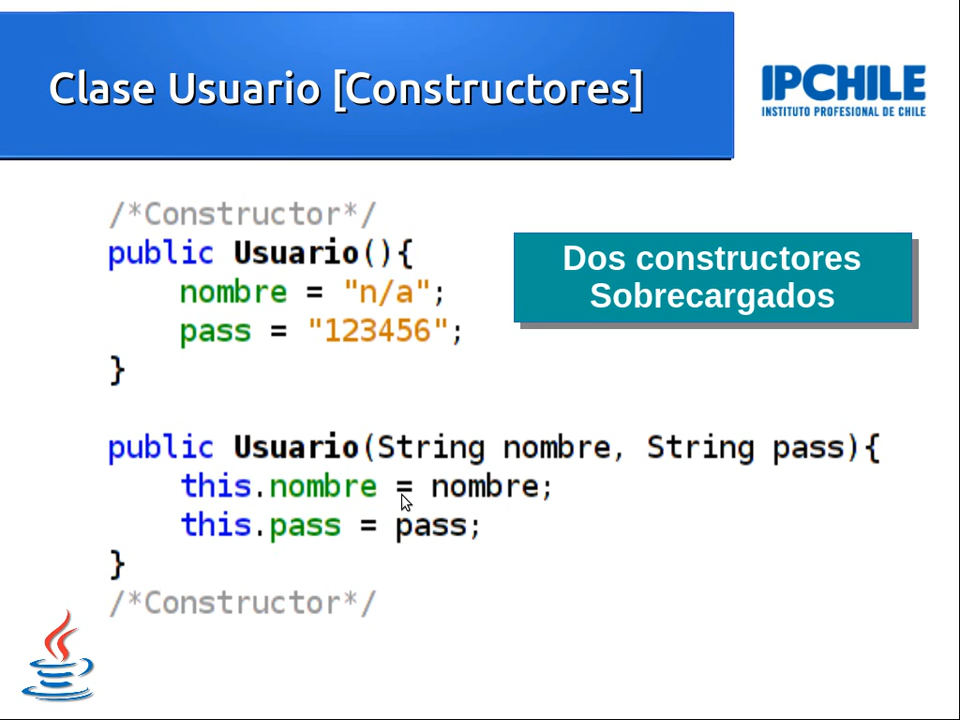 Clase Usuario [Constructores]
IPCHILE
INSTITUTO PROFESIONAL DE CHILE
/*Constructor*/
public Usuario(){
nombre = "n/a";
pass = "123456";
}
Dos constructores
Sobrecargados
public Usuario(String nombre, String pass){
this.nombre = nombre;
this.pass = pass;
}
/*Constructor*/